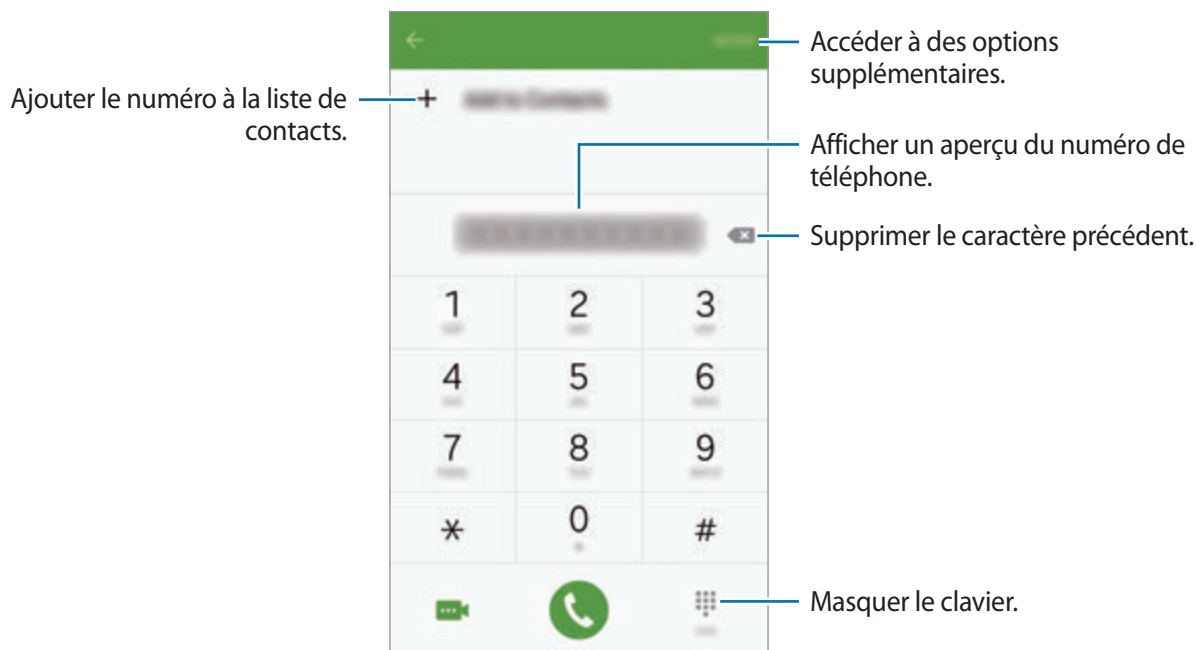 Accéder à des options
supplémentaires.
Ajouter le numéro à la liste de
contacts.
Add to Contacts
Afficher un aperçu du numéro de
téléphone.
Supprimer le caractère précédent.
1 2 3
4 5 6
7 8 9
* 0 #
Masquer le clavier.